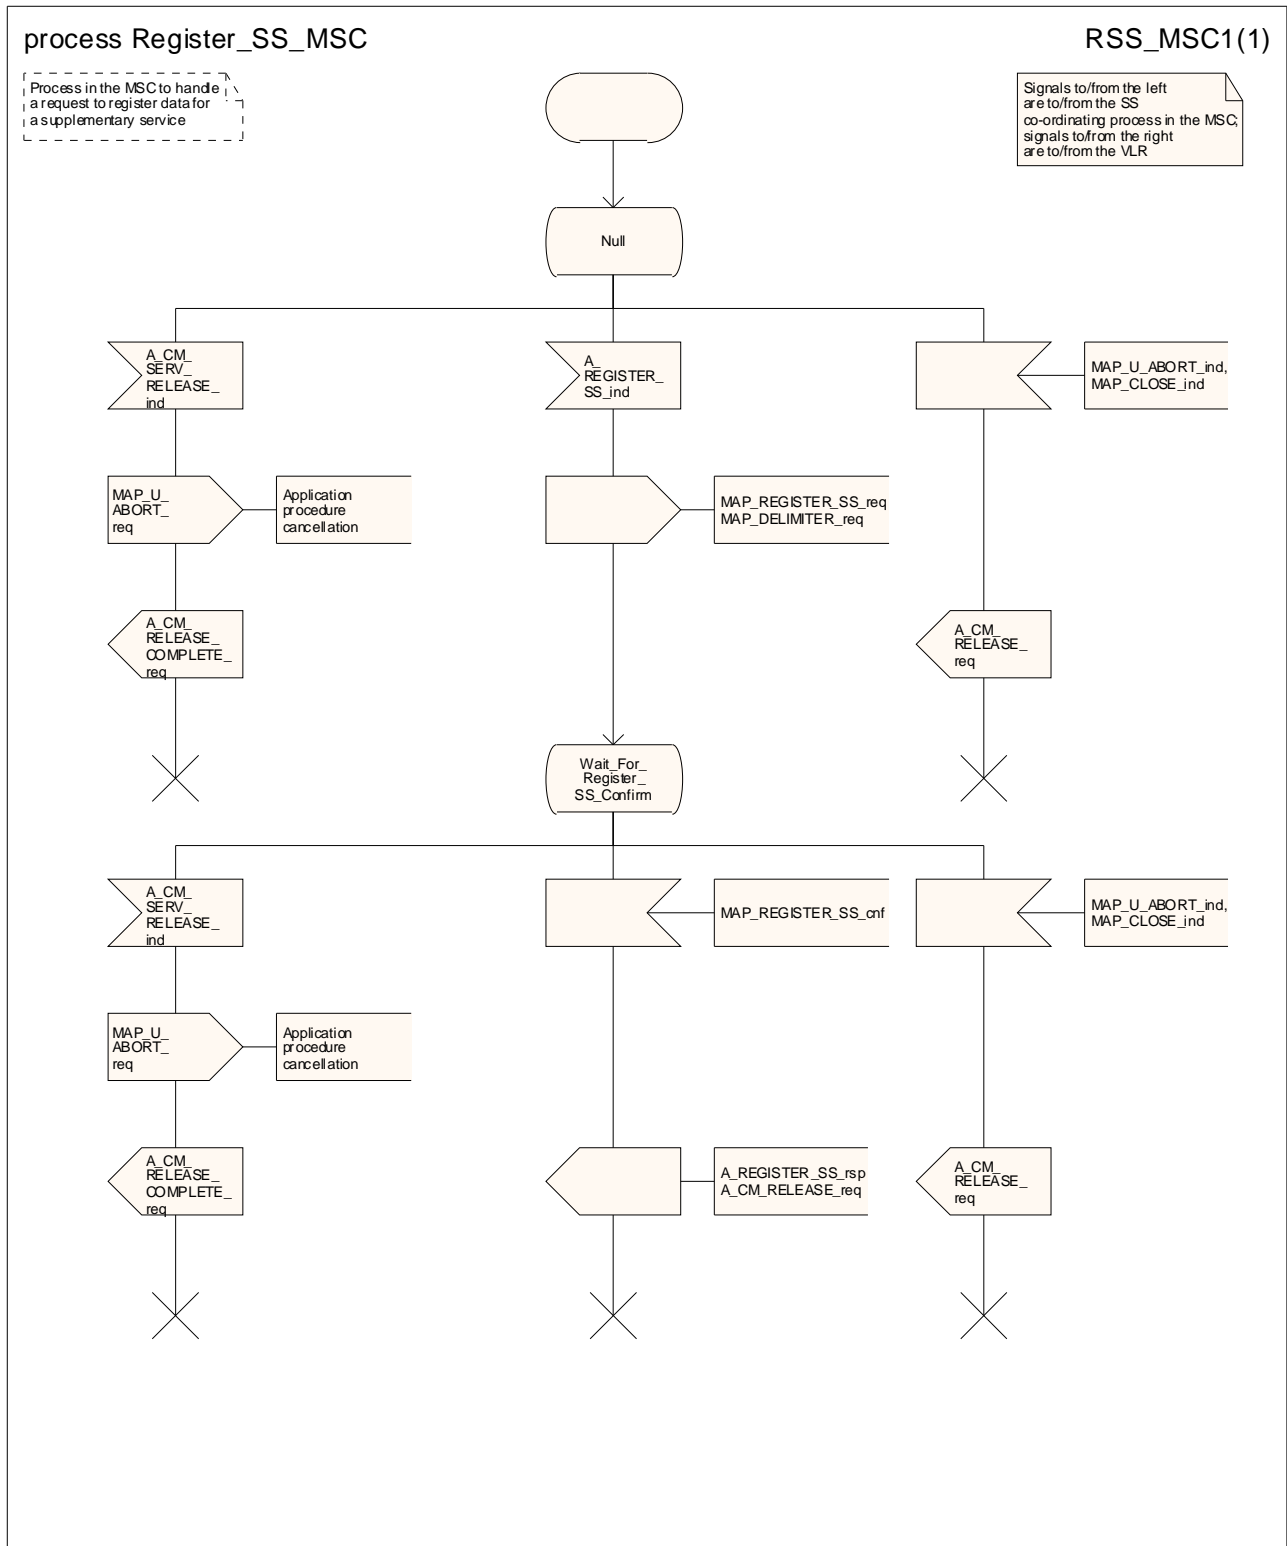 process Register_SS_MSC
RSS_MSC1(1)
Process in the MSC to handle
a request to register data for
a supplementary service
Signals to/from the left
are to/from the SS
co-ordinating process in the MSC;
signals to/from the right
are to/from the VLR
Null
A_CM_
SERV_
RELEASE_
ind
A_
REGISTER_
SS_ind
MAP_U_ABORT_ind,
MAP_CLOSE_ind
MAP_U_
ABORT_
req
Application
procedure
cancellation
MAP_REGISTER_SS_req
MAP_DELIMITER_req
A_CM_
RELEASE_
COMPLETE_
req
A_CM_
RELEASE_
req
Wait_For_
Register_
SS_Confirm
A_CM_
SERV_
RELEASE_
ind
MAP_REGISTER_SS_cnf
MAP_U_ABORT_ind,
MAP_CLOSE_ind
MAP_U_
ABORT_
req
Application
procedure
cancellation
A_CM_
RELEASE_
COMPLETE_
req
A_REGISTER_SS_rsp
A_CM_RELEASE_req
A_CM_
RELEASE_
req